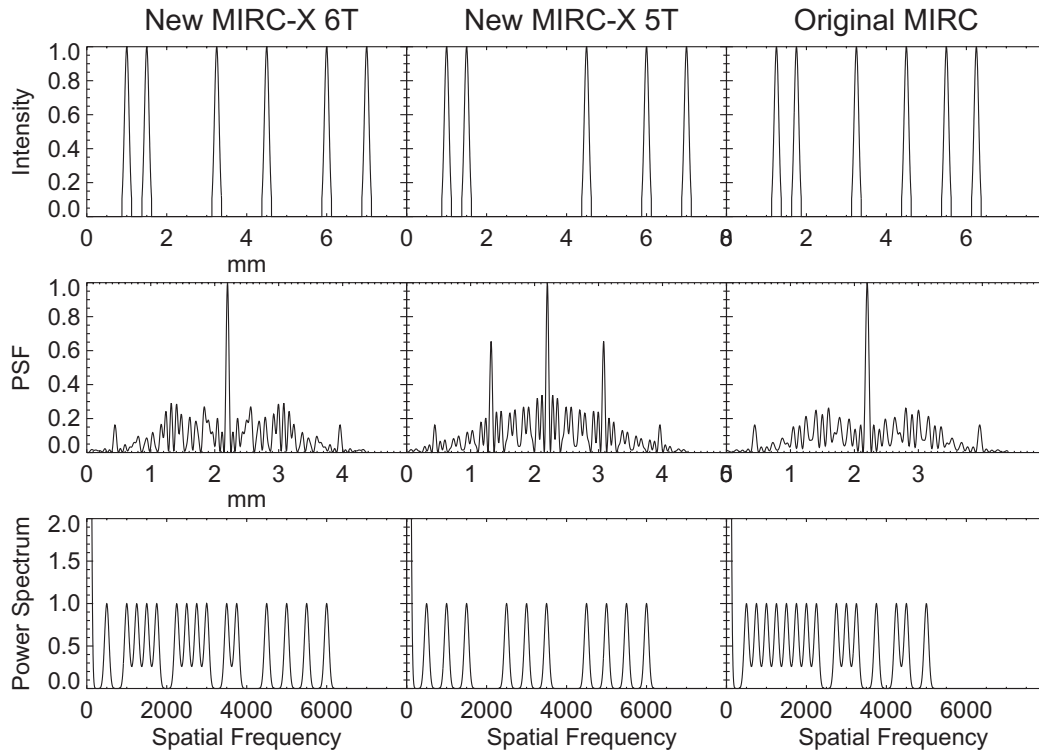 New MIRC-X 6T New MIRC-X 5T Original MIRC
1.0
0.8
0.6
0.4
0.2
0.0
Intensity
0 2 4 6 0 2 4 6 8 0 2 4 6
mm
1.0
0.8
0.6
0.4
0.2
0.0
PSF
0 1 2 3 4 0 1 2 3 4 5 0 1 2 3
mm
2.0
1.5
1.0
0.5
0.0
Power Spectrum
0 2000 4000 6000 0 2000 4000 6000 0 2000 4000 6000
Spatial Frequency Spatial Frequency Spatial Frequency